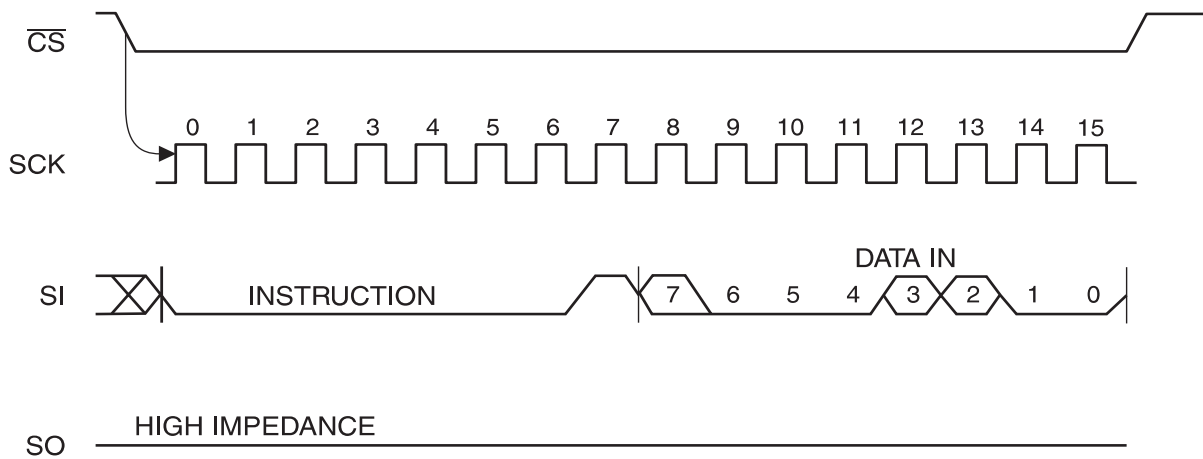 CS
0 1 2 3 4 5 6 7 8 9 10 11 12 13 14 15
SCK
DATA IN
SI INSTRUCTION 7 6 5 4 3 2 1 0
HIGH IMPEDANCE
SO